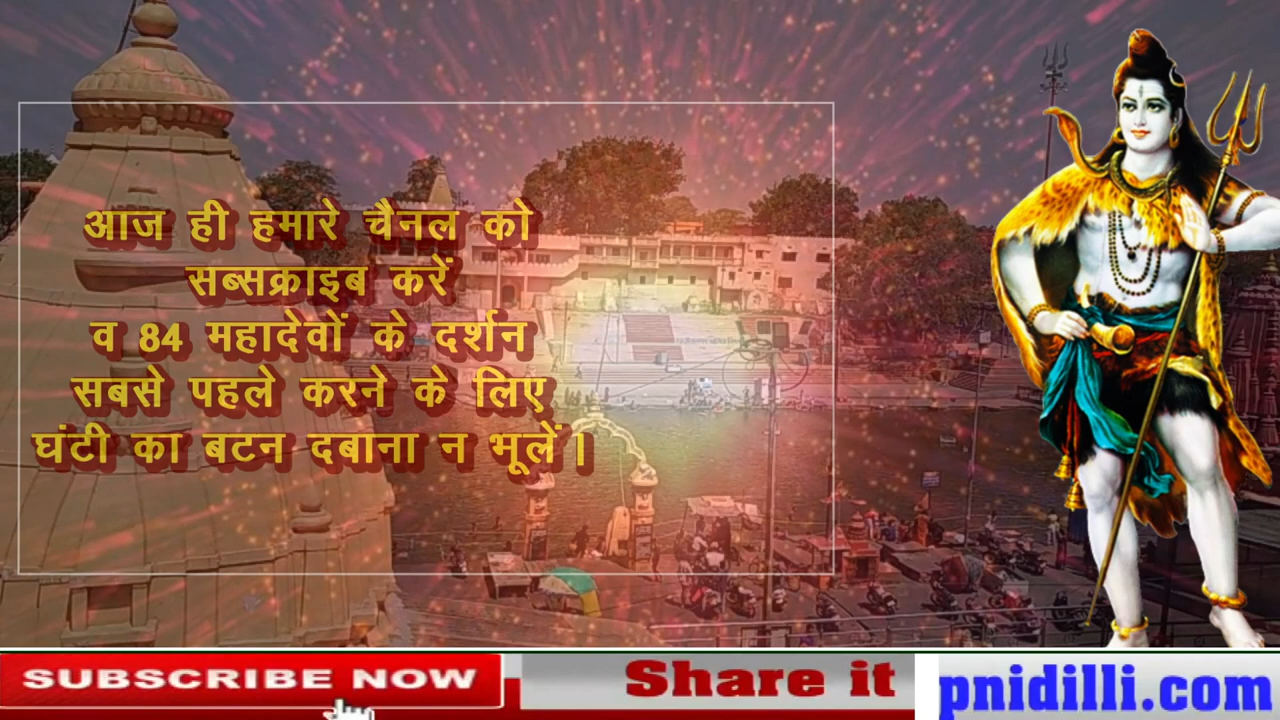 आज ही हमारे चैनल को
सब्सक्राइब करें
व 84 महादेवों के दर्शन
सबसे पहले करने के लिए
घंटी का बटन दबाना न भूलें।
SUBSCRIBE NOW
Share it
pnidilli.com